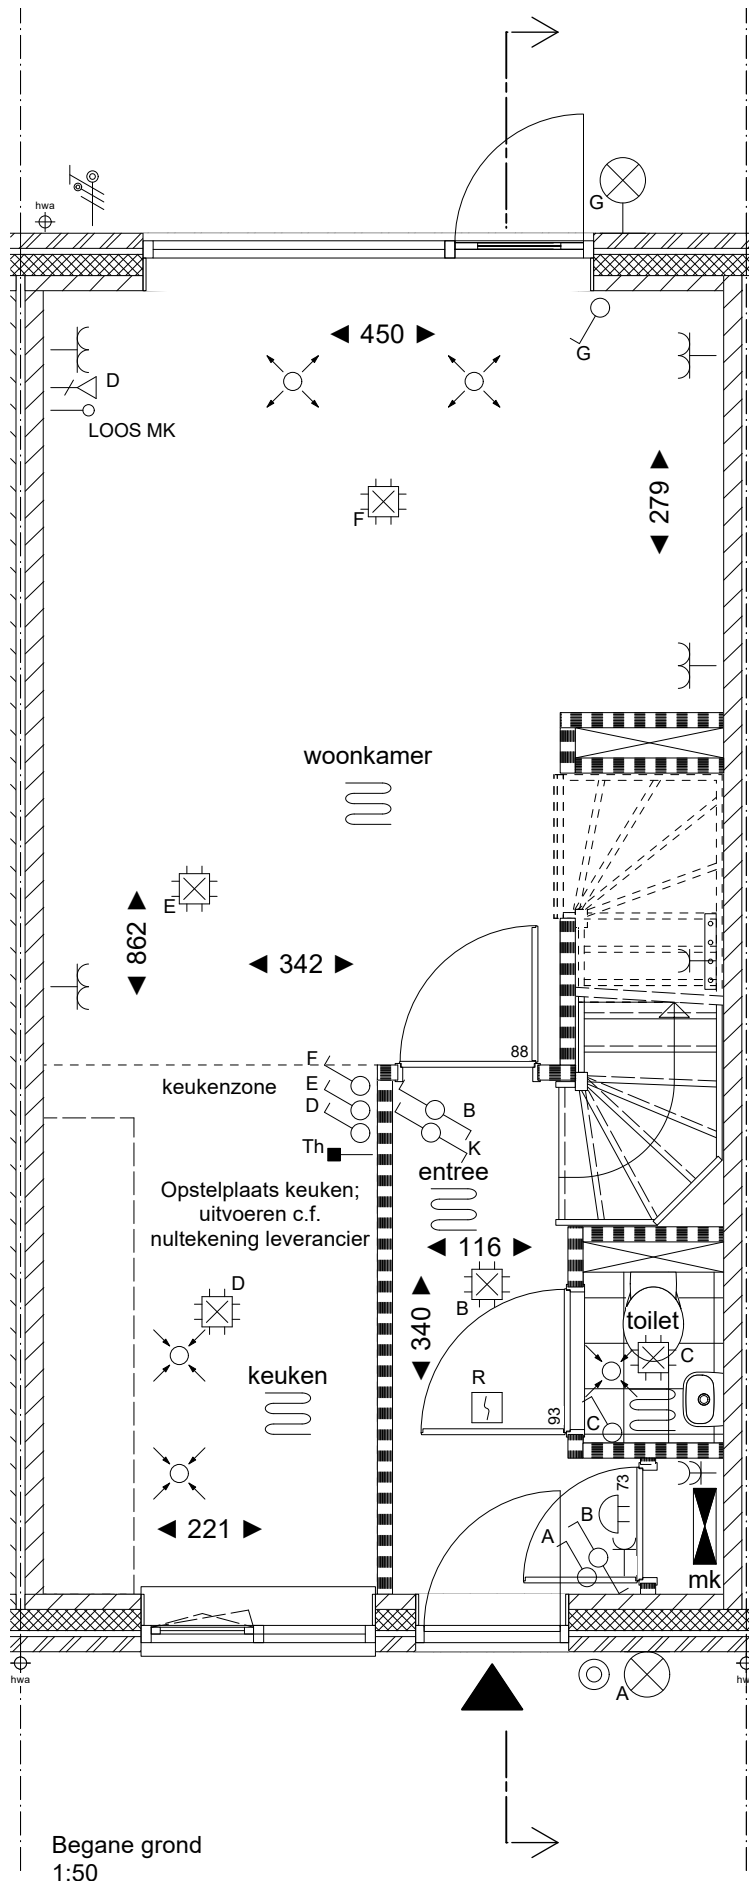 hwa
G
450
G
D
LOOS MK
279
F
woonkamer
E
862
342
88
F
keukenzone
E
D
B
K
Th
entree
Opstelplaats keuken;
uitvoeren c.f.
nultekening leverancier
116
D
B
340
toilet
C
keuken
R
93
C
73
221
A
B
mk
hwa
hwa
A
Begane grond
1:50